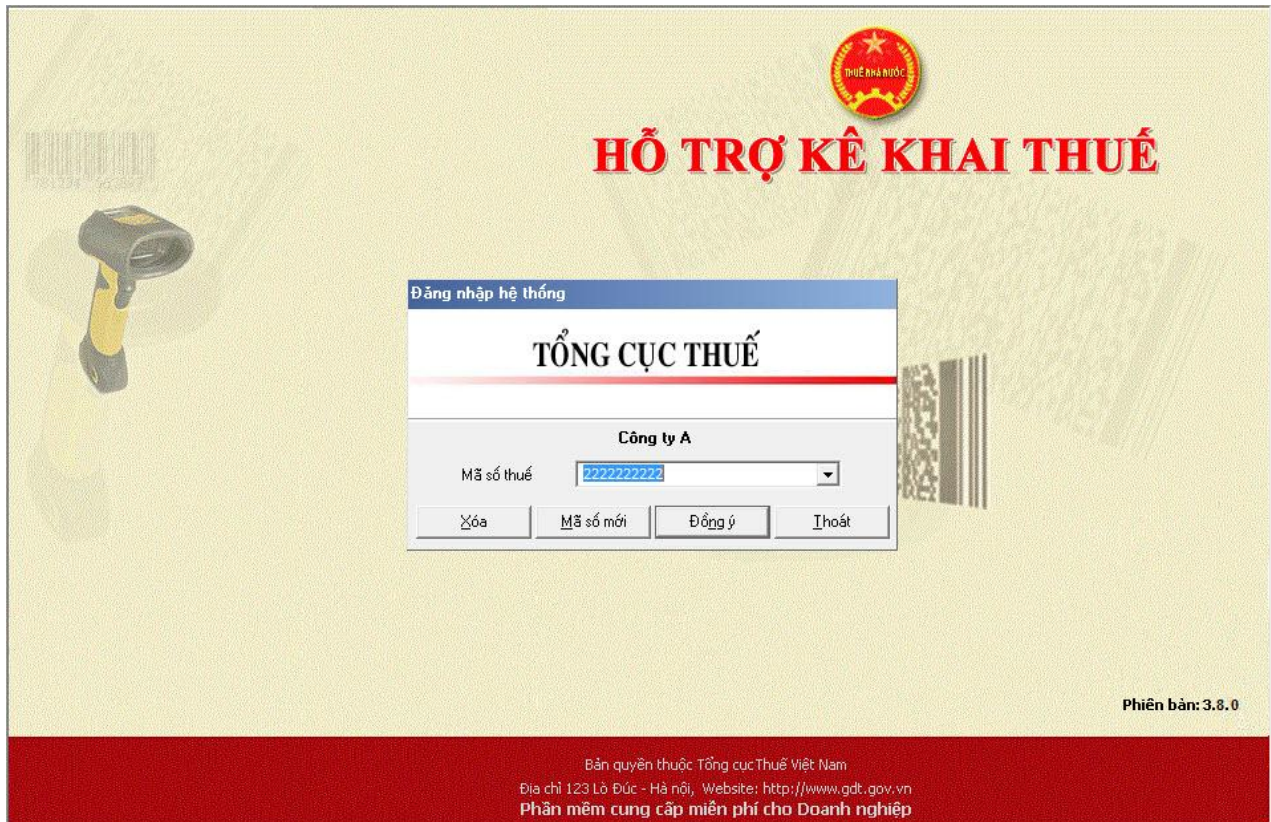 THUẾ NHÀ NƯỚC
HỖ TRỢ KÊ KHAI THUẾ
Đăng nhập hệ thống
TỔNG CỤC THUẾ
Công ty A
Mã số thuế 2222222222
Xóa Mã số mới Đồng ý Thoát
Phiên bản: 3.8.0
Bản quyền thuộc Tổng cục Thuế Việt Nam
Địa chỉ 123 Lò Đúc - Hà nội, Website: http://www.gdt.gov.vn
Phần mềm cung cấp miễn phí cho Doanh nghiệp